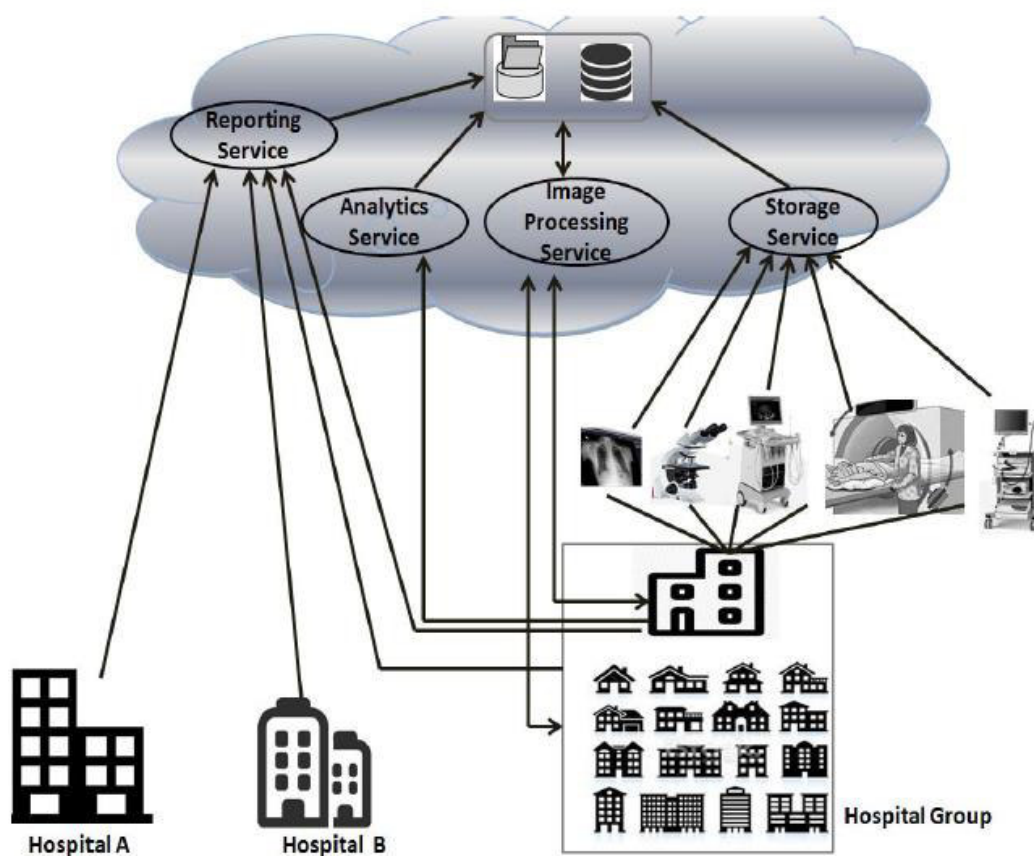 Reporting
Service
Analytics
Service
Image
Processing
Service
Storage
Service
Hospital A
Hospital B
Hospital Group